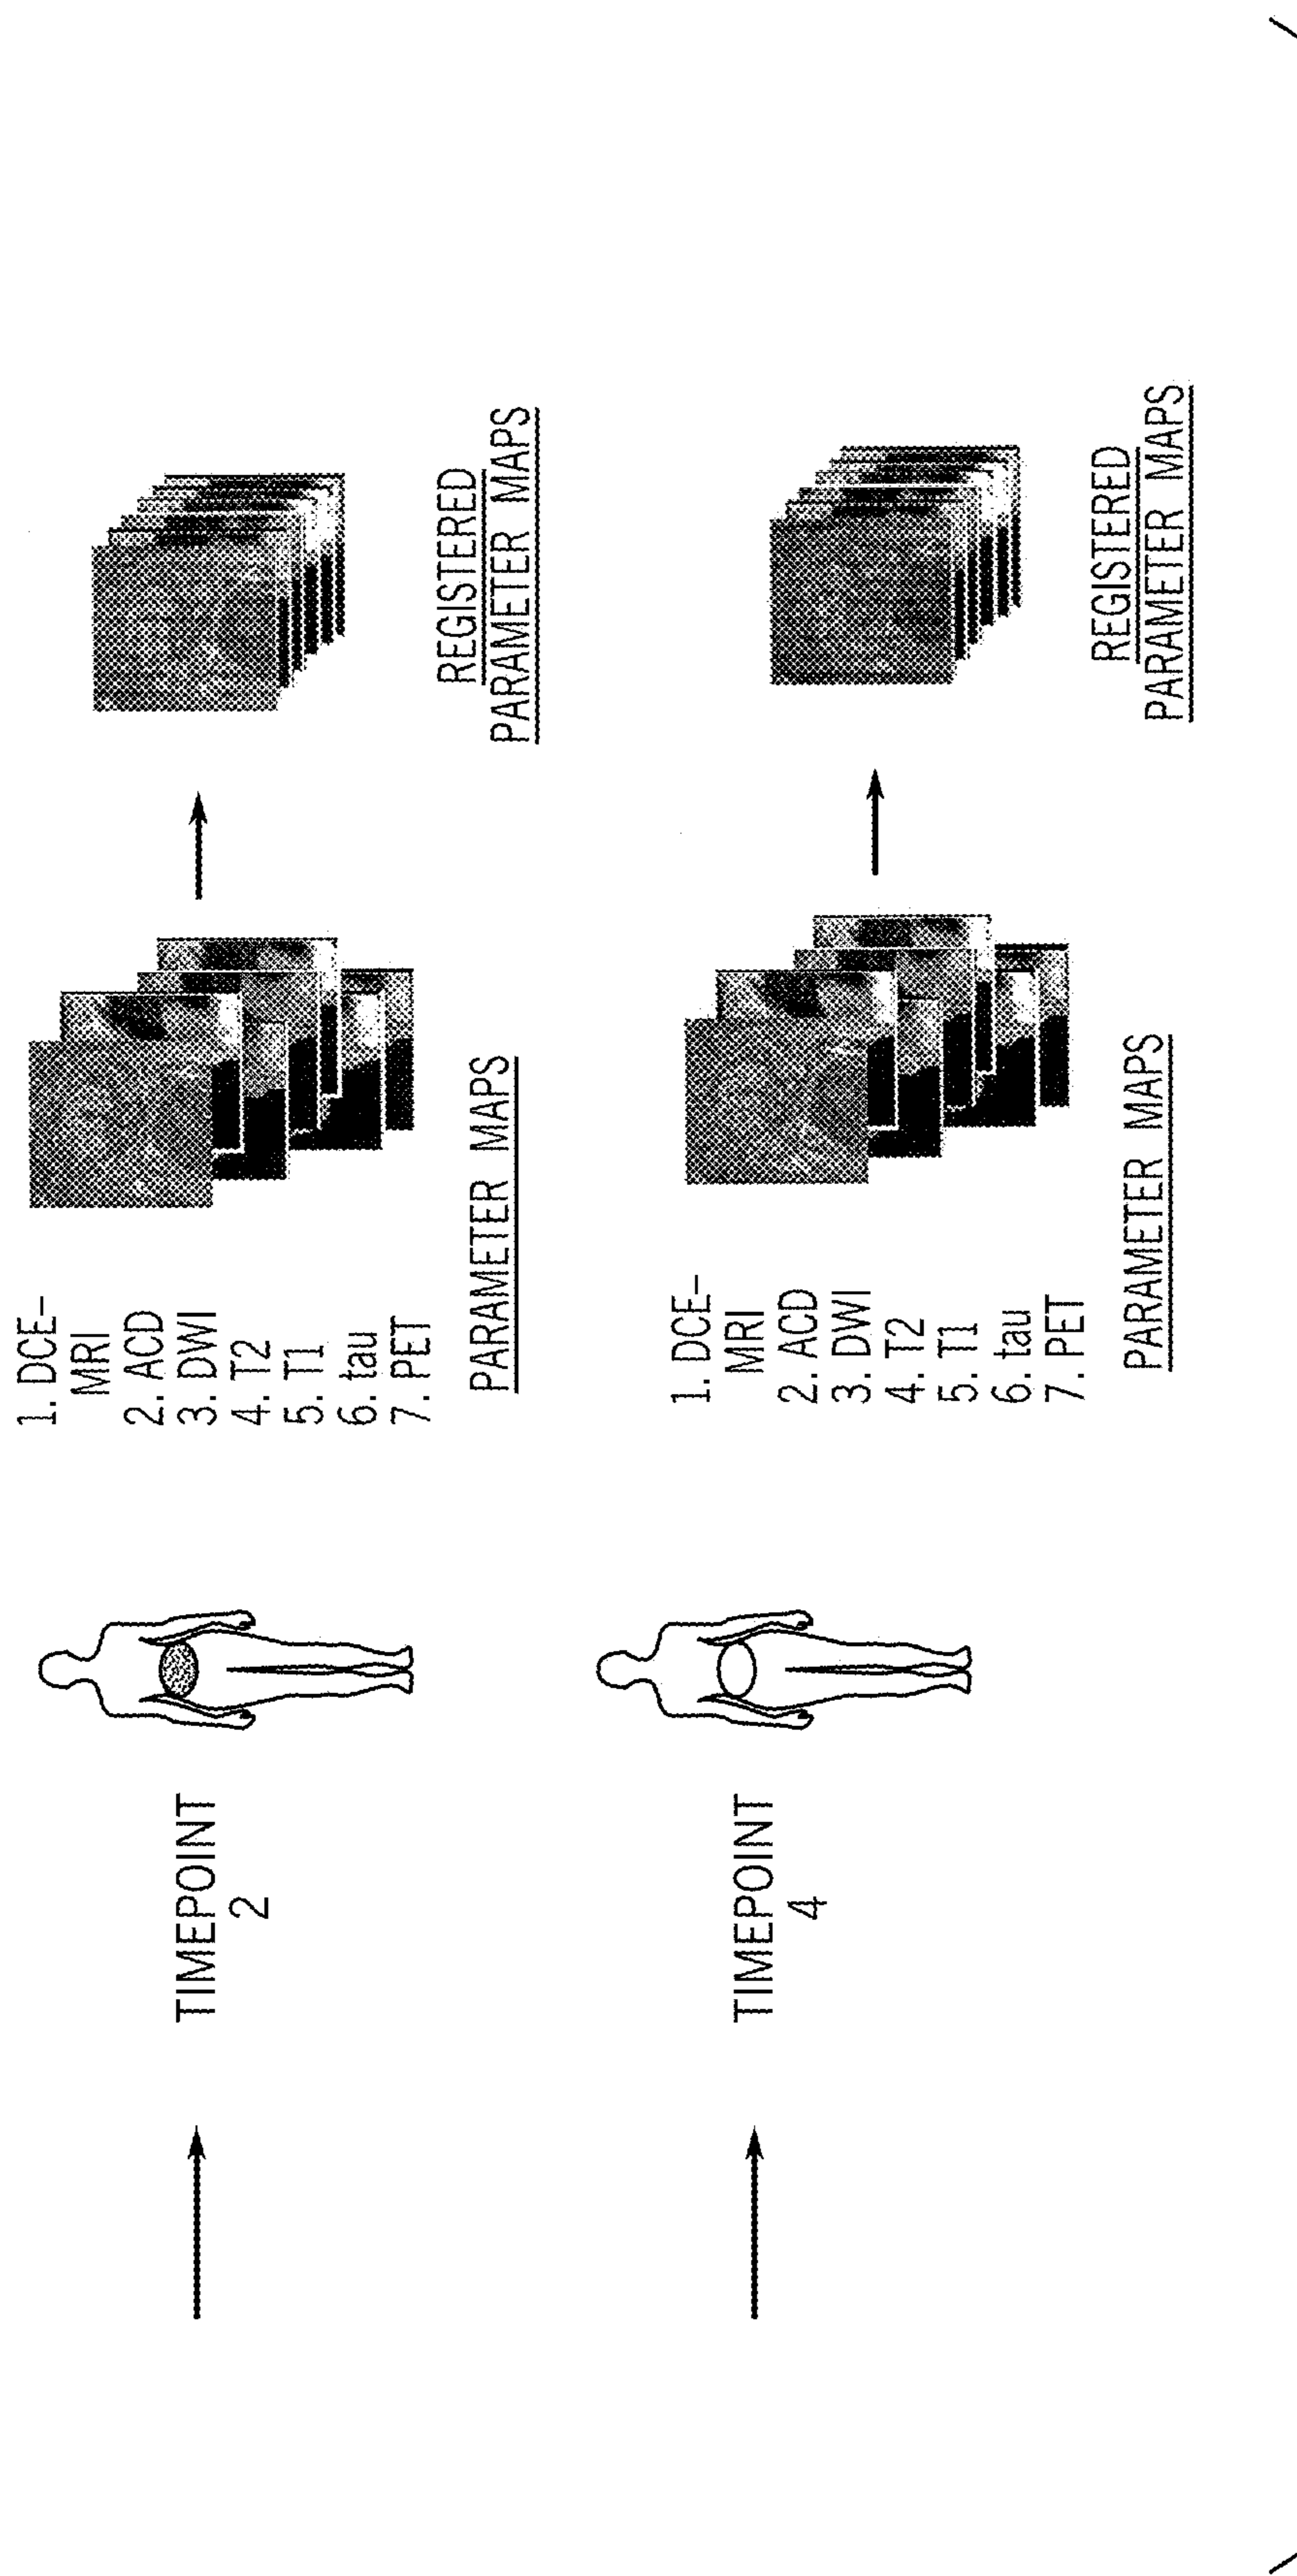 TIMEPOINT
2
1. DCE–
MRI
2. ACD
3. DWI
4. T2
5. T1
6. tau
7. PET
PARAMETER MAPS
REGISTERED
PARAMETER MAPS
TIMEPOINT
4
1. DCE–
MRI
2. ACD
3. DWI
4. T2
5. T1
6. tau
7. PET
PARAMETER MAPS
REGISTERED
PARAMETER MAPS